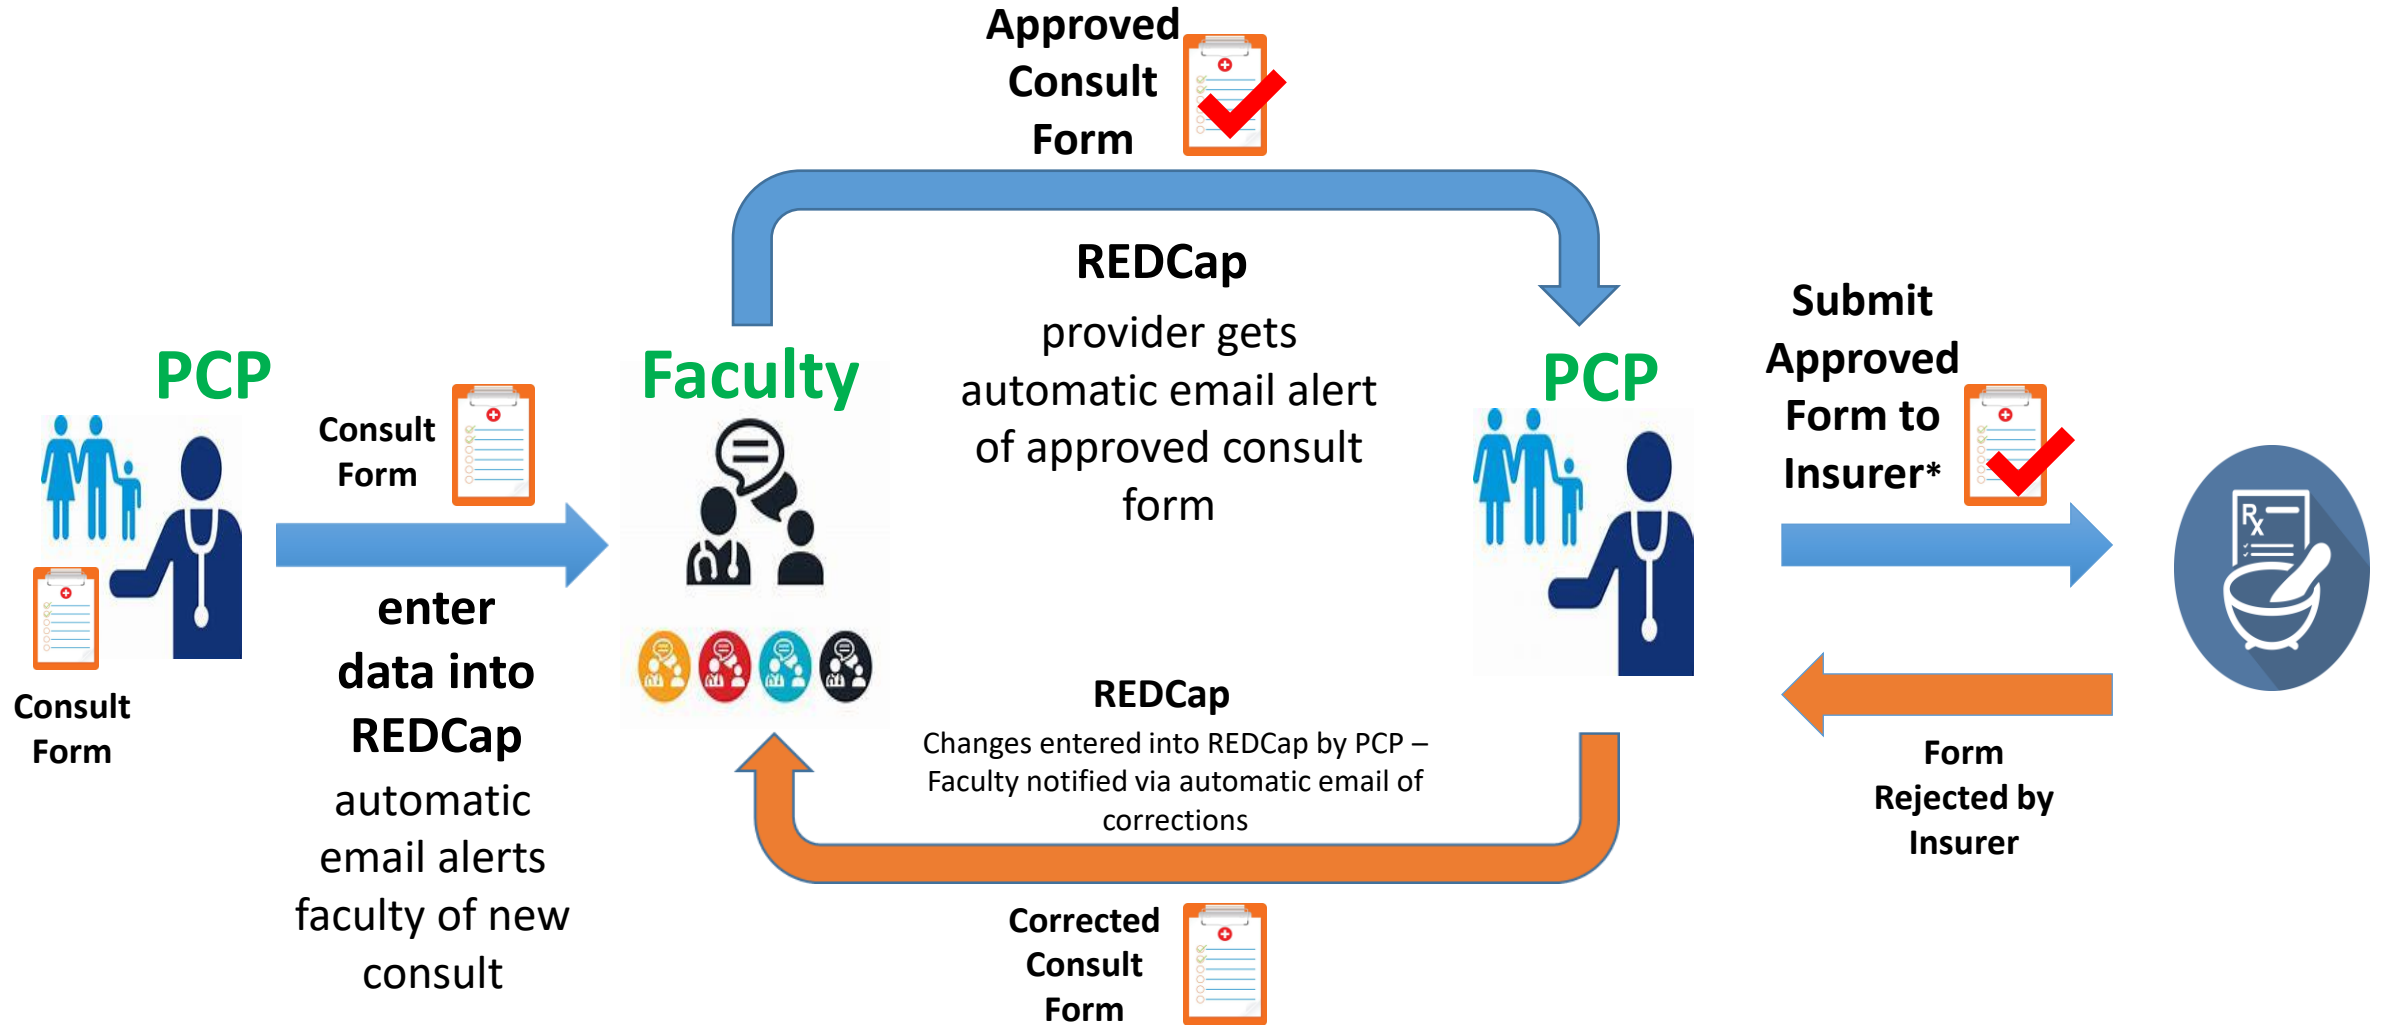 Approved
Consult
Form
REDCap
provider gets
automatic email alert
of approved consult
form
PCP
Consult
Form
Consult
Form
enter
data into
REDCap
automatic
email alerts
faculty of new
consult
Faculty
PCP
Submit
Approved
Form to
Insurer*
Rx
REDCap
Changes entered into REDCap by PCP –
Faculty notified via automatic email of
corrections
Form
Rejected by
Insurer
Corrected
Consult
Form